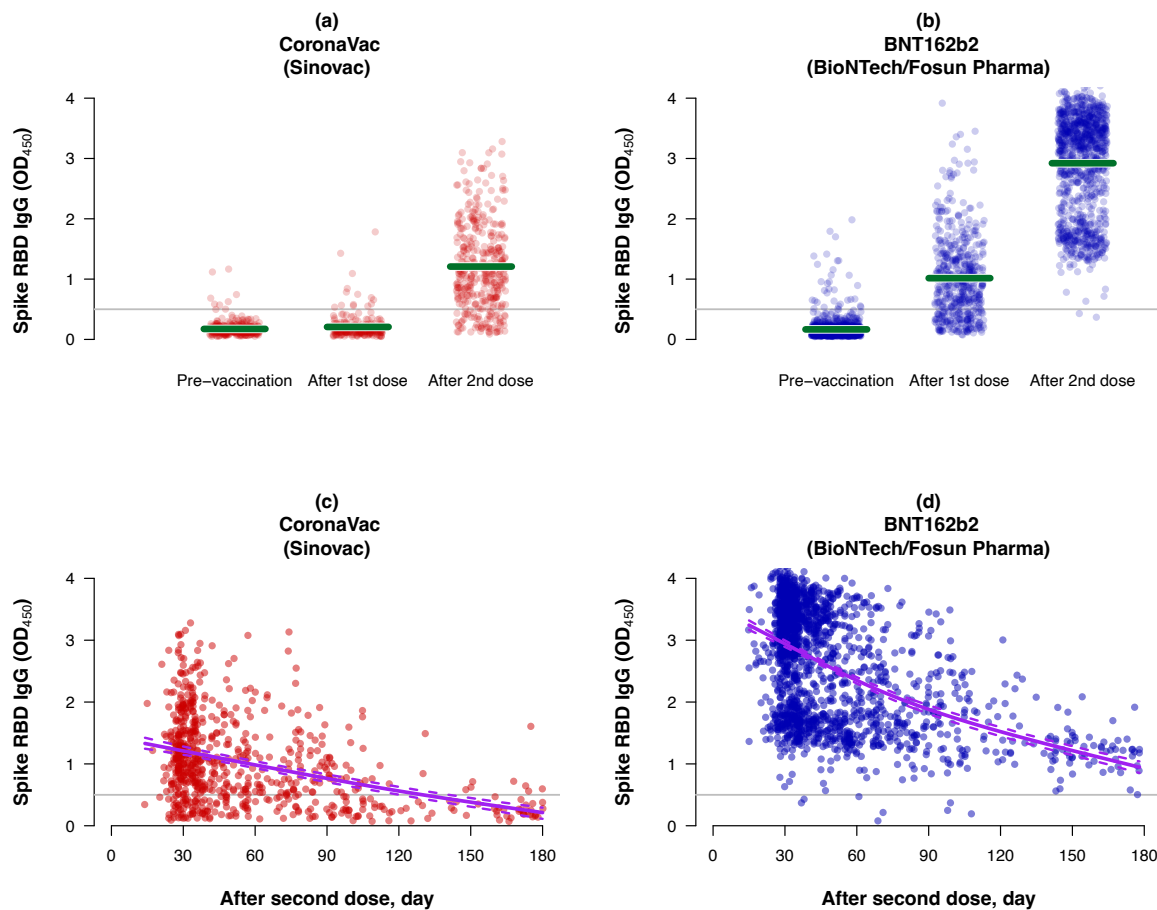 (a)
CoronaVac
(Sinovac)
Spike RBD IgG (OD450)
4
3
2
1
0
Pre−vaccination After 1st dose After 2nd dose
(b)
BNT162b2
(BioNTech/Fosun Pharma)
Spike RBD IgG (OD450)
4
3
2
1
0
Pre−vaccination After 1st dose After 2nd dose
(c)
CoronaVac
(Sinovac)
Spike RBD IgG (OD450)
4
3
2
1
0
0 30 60 90 120 150 180
After second dose, day
(d)
BNT162b2
(BioNTech/Fosun Pharma)
Spike RBD IgG (OD450)
4
3
2
1
0
0 30 60 90 120 150 180
After second dose, day